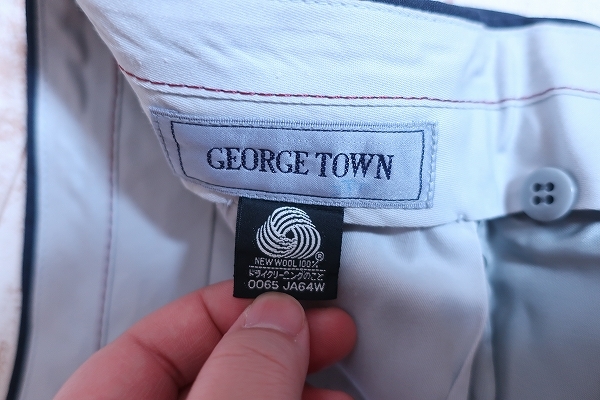 GEORGE TOWN
®
NEW WOOL 100%
ドライクリーニングのこと
0065 JA64W